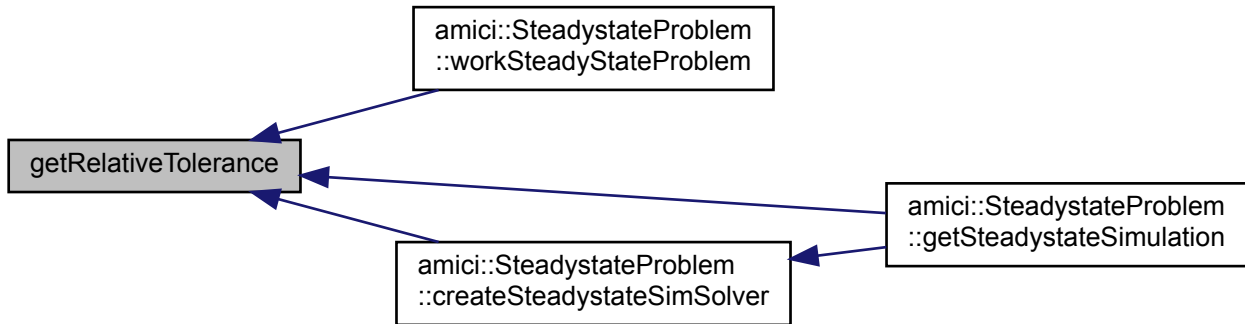 amici::SteadystateProblem
::workSteadyStateProblem
getRelativeTolerance
amici::SteadystateProblem
::getSteadystateSimulation
amici::SteadystateProblem
::createSteadystateSimSolver